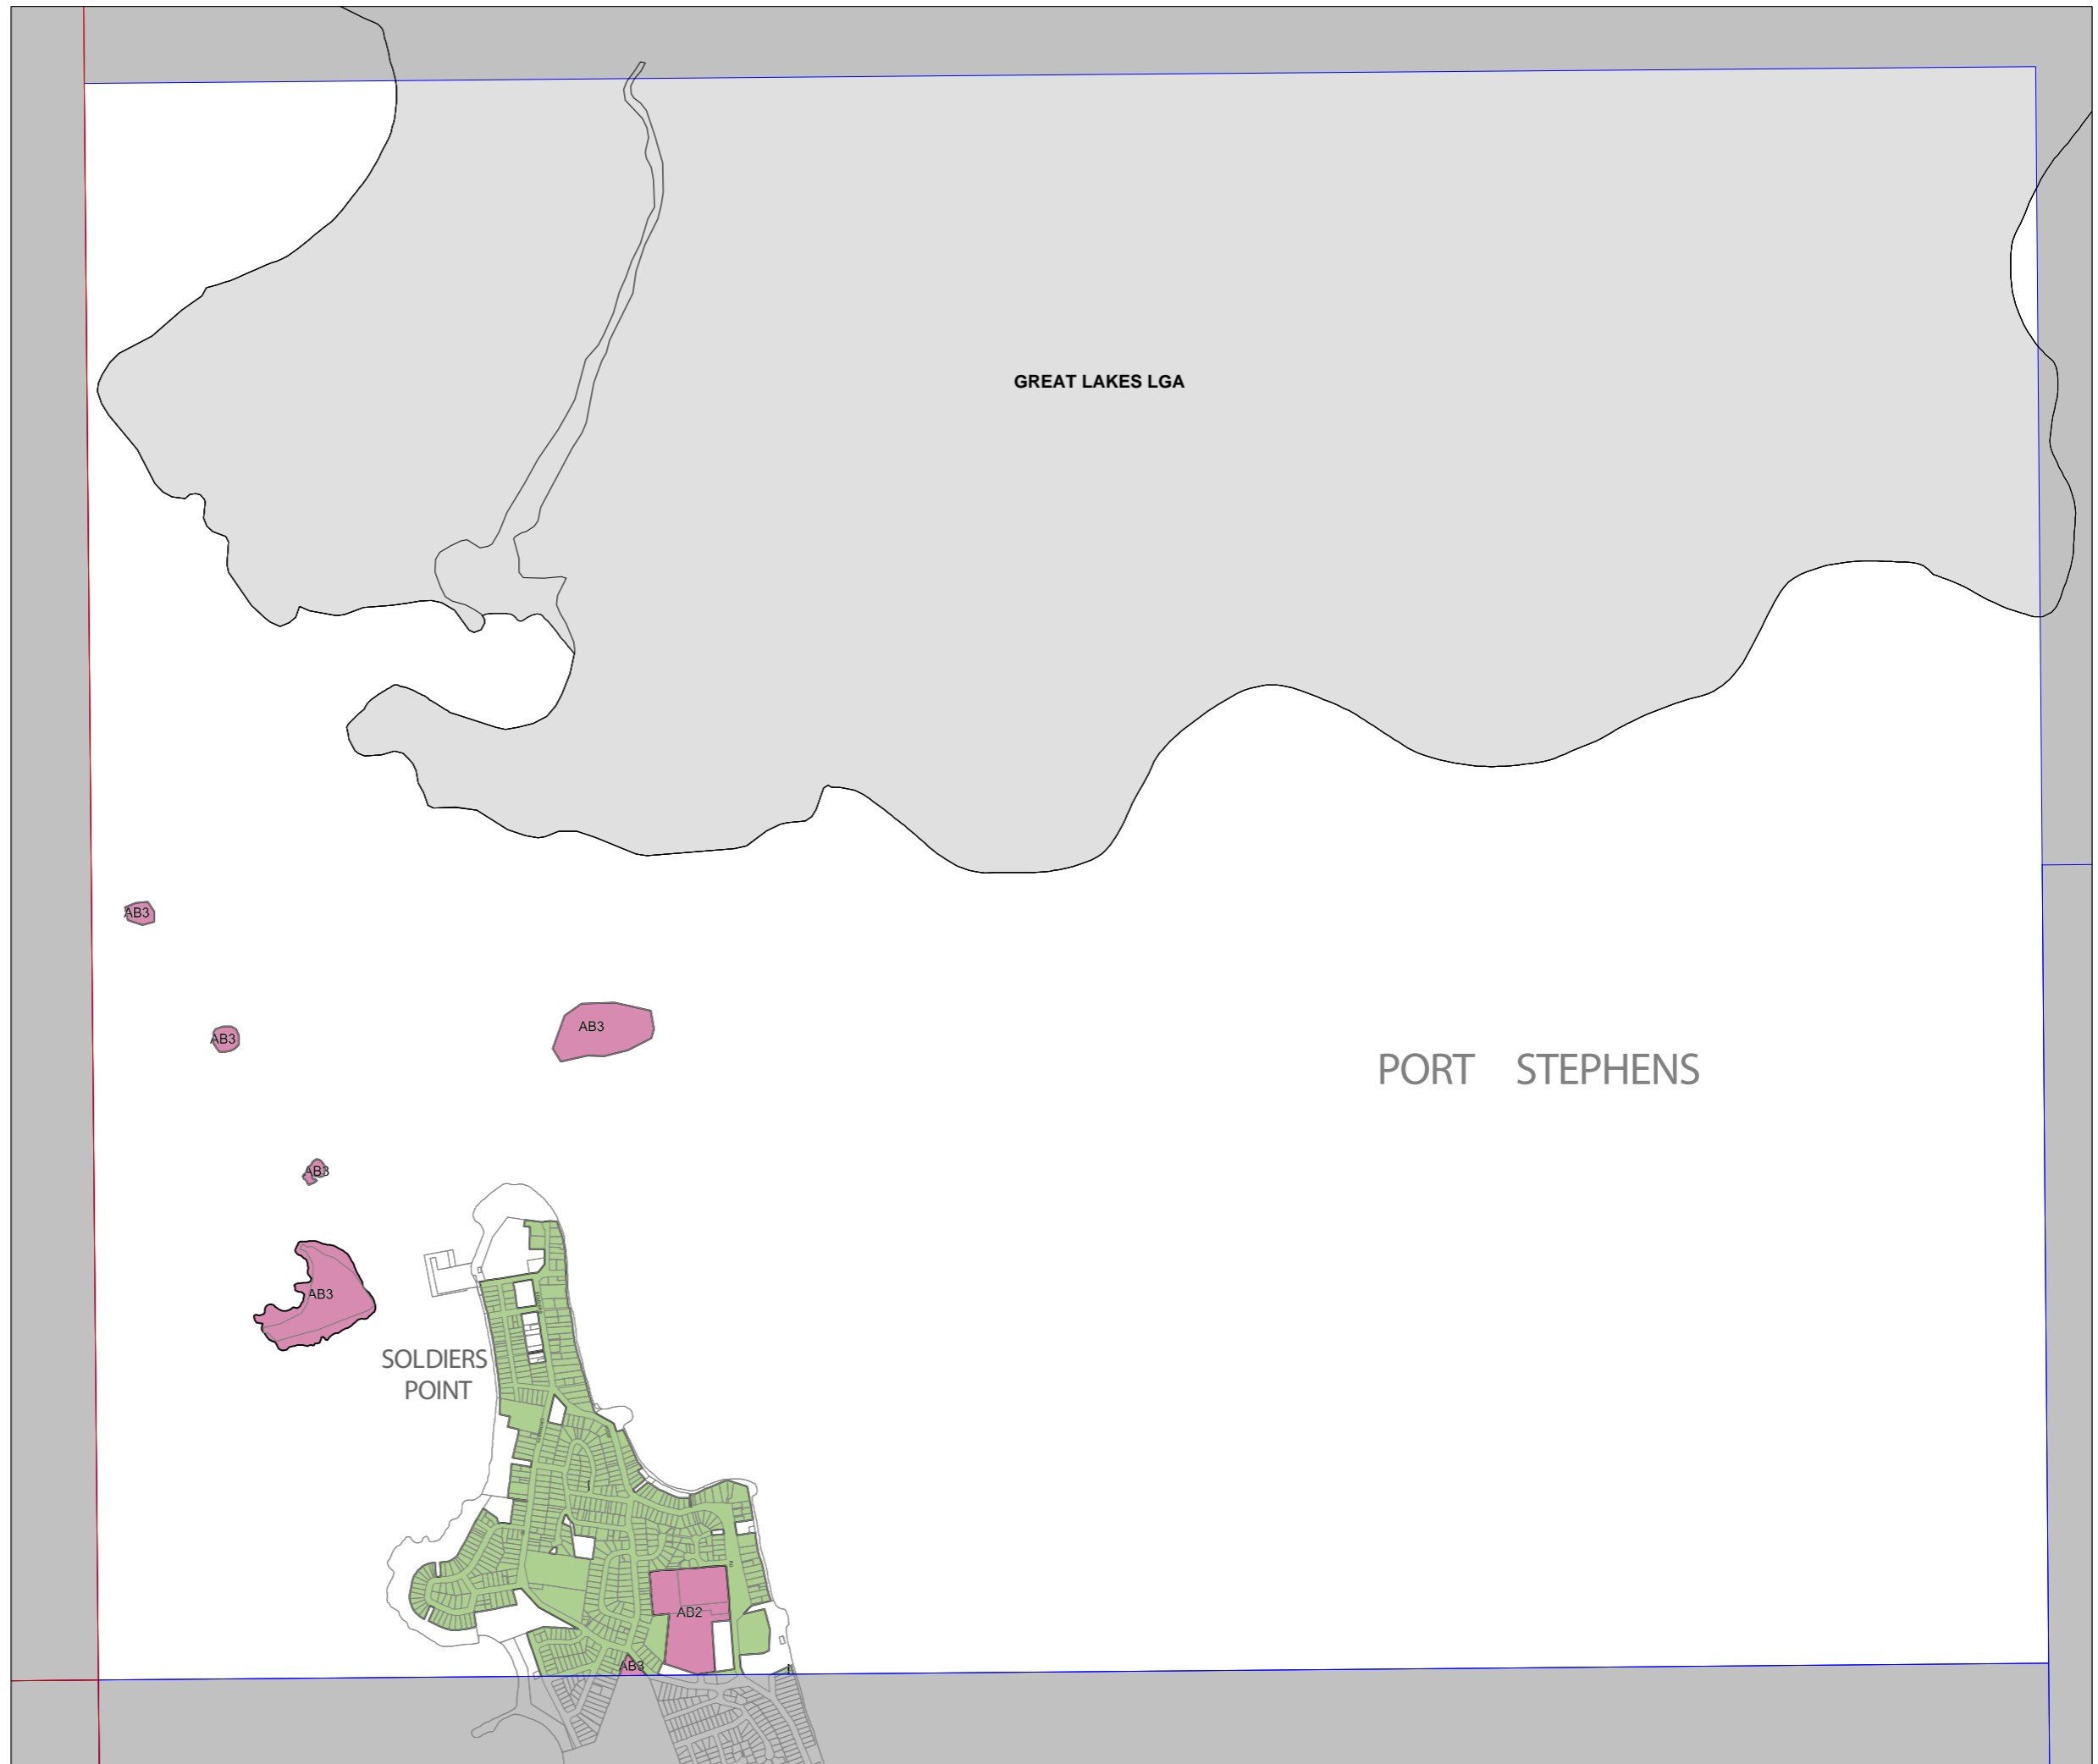 GREAT LAKES LGA
AB3
AB3
AB3
PORT STEPHENS
AB3
AB3
SOLDIERS
POINT
AB2
AB3